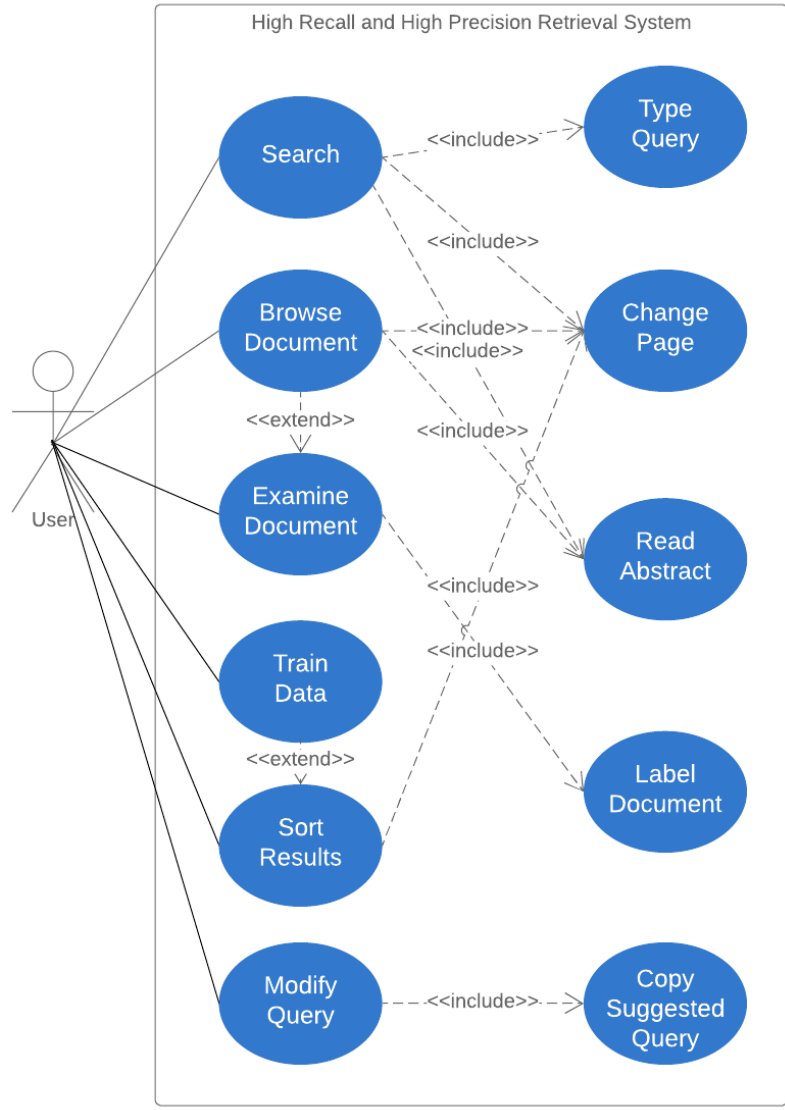 High Recall and High Precision Retrieval System
Search
<<include>>
Type
Query
<<include>>
Browse
Document
<<include>>
<<include>>
Change
Page
<<extend>>
<<include>>
User
Examine
Document
Read
Abstract
<<include>>
<<include>>
Train
Data
<<extend>>
Label
Document
Sort
Results
Modify
Query
<<include>>
Copy
Suggested
Query